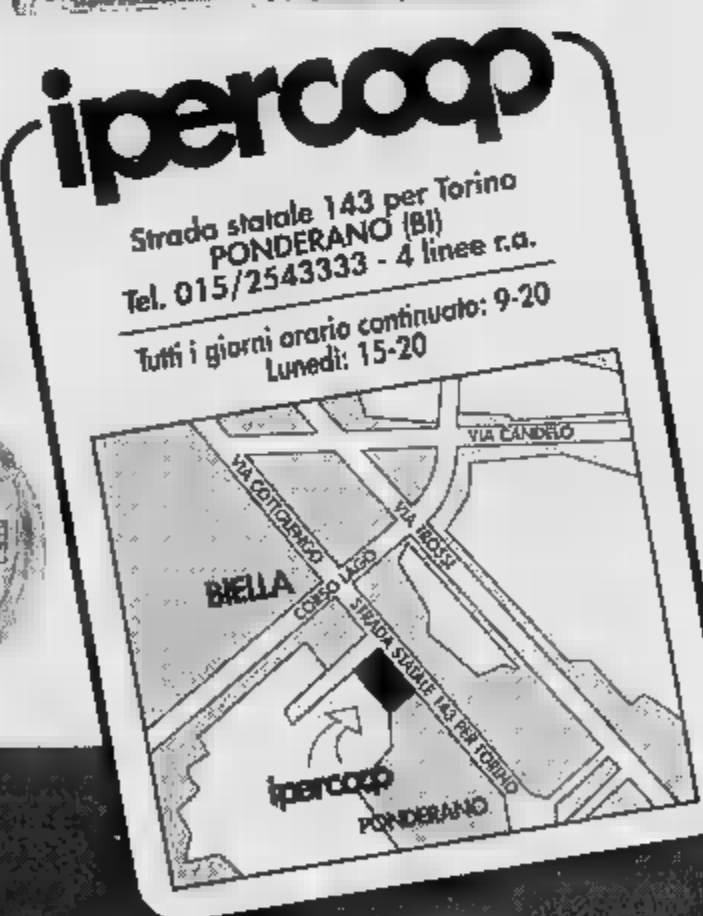 ipercoop
Strada statale 143 per Torino
PONDERANO (BI)
Tel. 015/2543333 - 4 linee r.a.
Tutti i giorni orario continuato: 9-20
Lunedì: 15-20
VIA CANDELO
VIA COTTOLENGO
VIA TROSSI
BIELLA
CORSO LAGO
STRADA STATALE 143 PER TORINO
ipercoop
PONDERANO